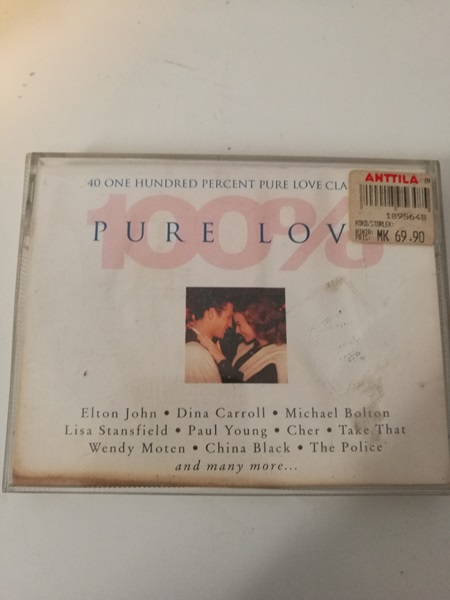 40 ONE HUNDRED PERCENT PURE LOVE CLA
100%
PURE LOV
ANTTILA
1895648
MK 69.90
Elton John • Dina Carroll • Michael Bolton
Lisa Stansfield • Paul Young • Cher • Take That
Wendy Moten • China Black • The Police
and many more...